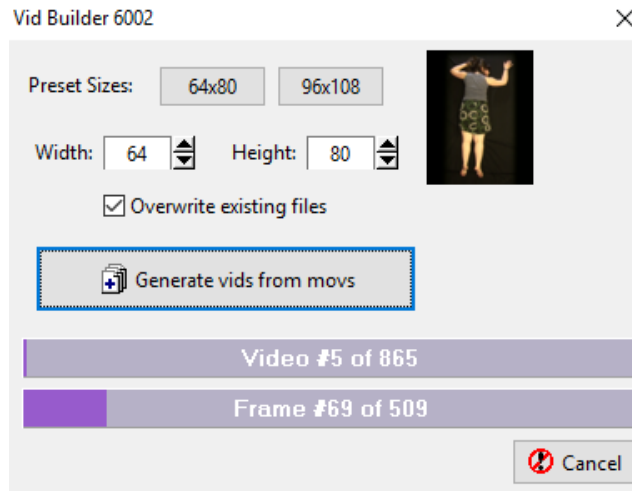 Vid Builder 6002
Preset Sizes: 64x80 96x108
Width: 64 Height: 80
Overwrite existing files
Generate vids from movs
Video #5 of 865
Frame #69 of 509
Cancel